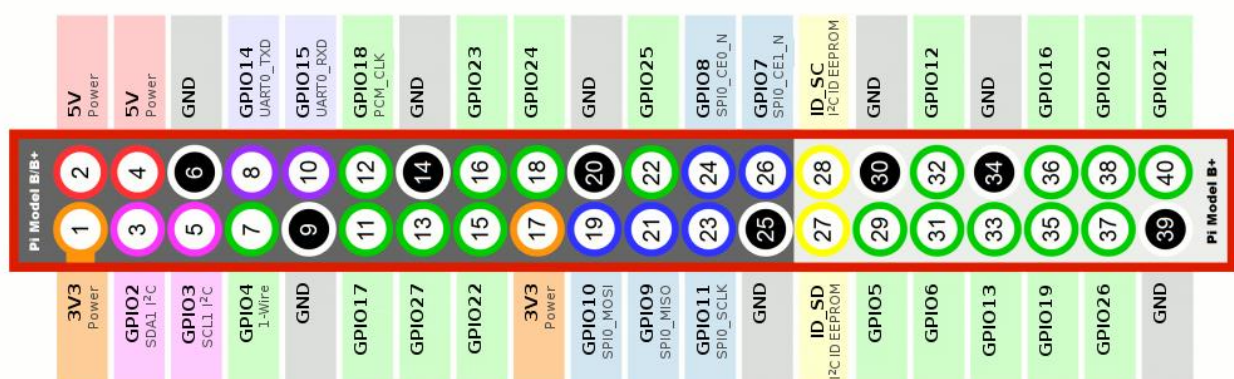 5V
Power
5V
Power
GND
GPIO14
UART0_TXD
GPIO15
UART0_RXD
GPIO18
PCM_CLK
GND
GPIO23
GPIO24
GND
GPIO25
GPIO8
SPI0_CE0_N
GPIO7
SPI0_CE1_N
ID_SC
I²C ID EEPROM
GND
GPIO12
GND
GPIO16
GPIO20
GPIO21
Pi Model B/B+
2 4 6 8 10 12 14 16 18 20 22 24 26 28 30 32 34 36 38 40
1 3 5 7 9 11 13 15 17 19 21 23 25 27 29 31 33 35 37 39
Pi Model B+
3V3
Power
GPIO2
SDA1 I²C
GPIO3
SCL1 I²C
GPIO4
1-Wire
GND
GPIO17
GPIO27
GPIO22
3V3
Power
GPIO10
SPI0_MOSI
GPIO9
SPI0_MISO
GPIO11
SPI0_SCLK
GND
ID_SD
I²C ID EEPROM
GPIO5
GPIO6
GPIO13
GPIO19
GPIO26
GND